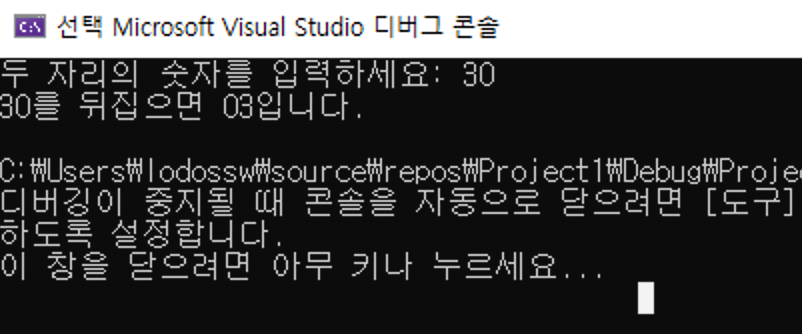 선택 Microsoft Visual Studio 디버그 콘솔
두 자리의 숫자를 입력하세요: 30
30를 뒤집으면 03입니다.
C:₩Users₩lodossw₩source₩repos₩Project1₩Debug₩Projec
디버깅이 중지될 때 콘솔을 자동으로 닫으려면 [도구]
하도록 설정합니다.
이 창을 닫으려면 아무 키나 누르세요...